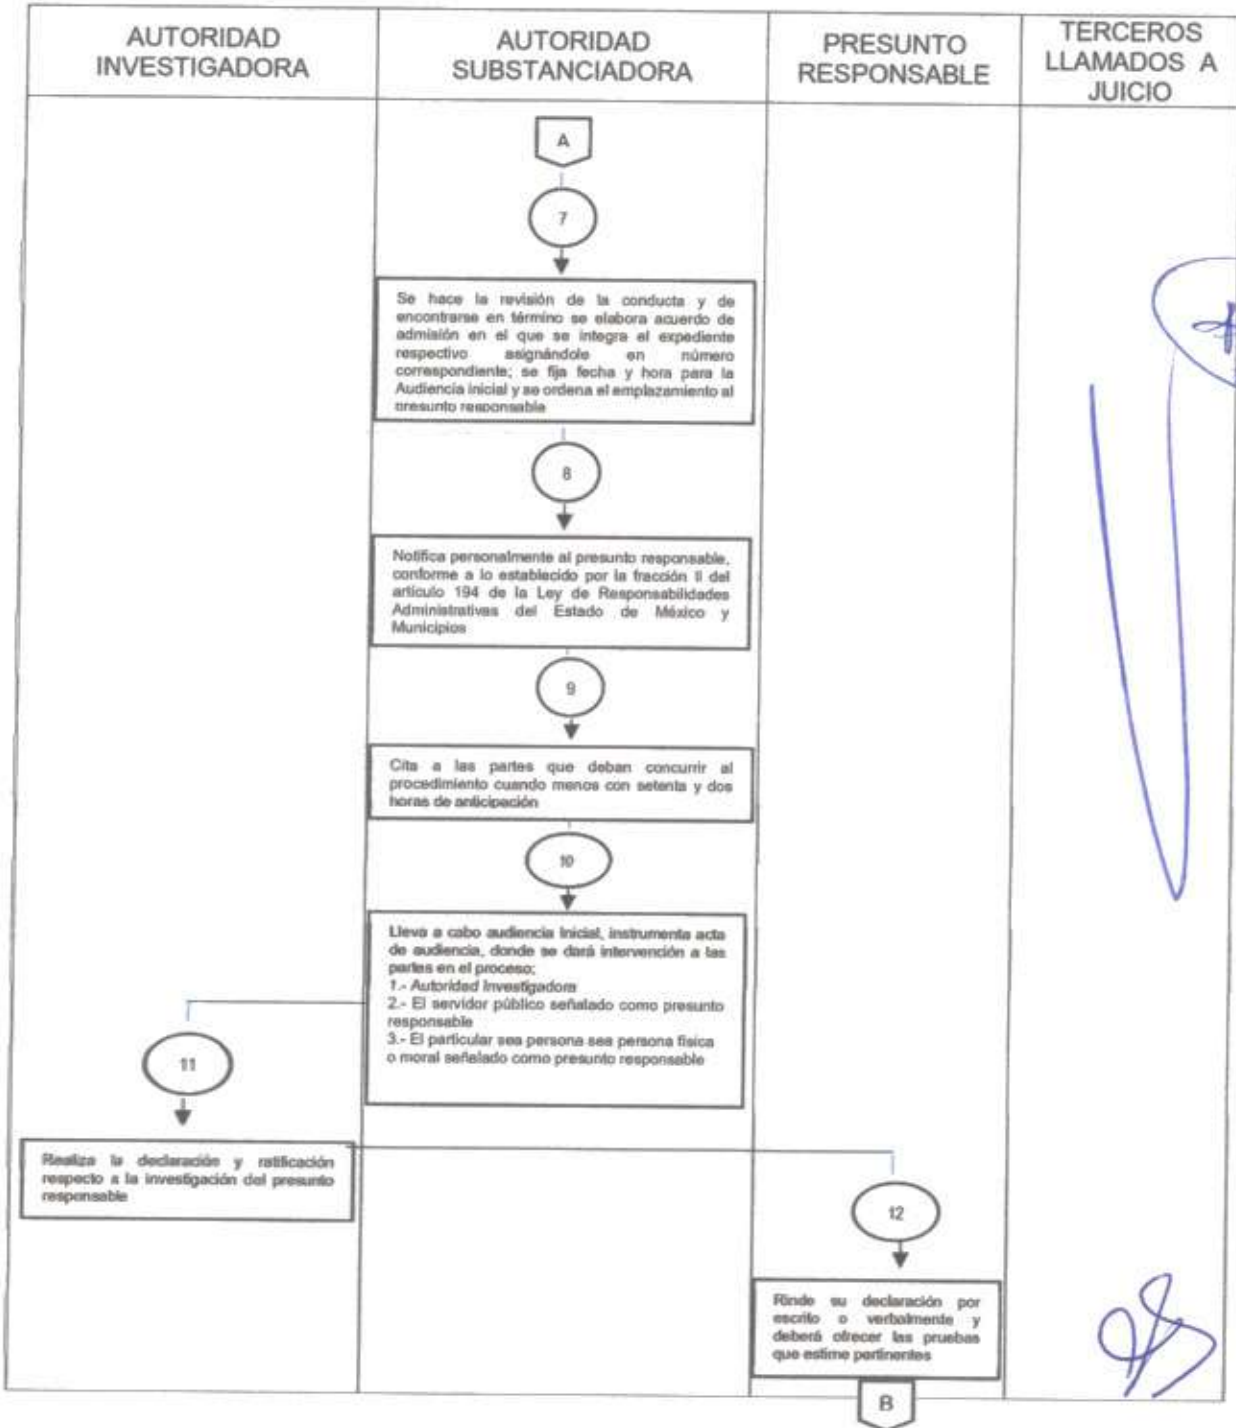 AUTORIDAD
INVESTIGADORA
AUTORIDAD
SUBSTANCIADORA
PRESUNTO
RESPONSABLE
TERCEROS
LLAMADOS A
JUICIO
A
7
Se hace la revisión de la conducta y de
encontrarse en término se elabora acuerdo de
admisión en el que se integra el expediente
respectivo asignándole en número
correspondiente; se fija fecha y hora para la
Audiencia inicial y se ordena el emplazamiento al
presunto responsable
8
Notifica personalmente al presunto responsable,
conforme a lo establecido por la fracción II del
artículo 194 de la Ley de Responsabilidades
Administrativas del Estado de México y
Municipios
9
Cita a las partes que deban concurrir al
procedimiento cuando menos con setenta y dos
horas de anticipación
10
Lleva a cabo audiencia Inicial, instrumenta acta
de audiencia, donde se dará intervención a las
partes en el proceso;
1.- Autoridad Investigadora
2.- El servidor público señalado como presunto
responsable
3.- El particular sea persona sea persona física
o moral señalado como presunto responsable
11
Realiza la declaración y ratificación
respecto a la investigación del presunto
responsable
12
Rinde su declaración por
escrito o verbalmente y
deberá ofrecer las pruebas
que estime pertinentes
B